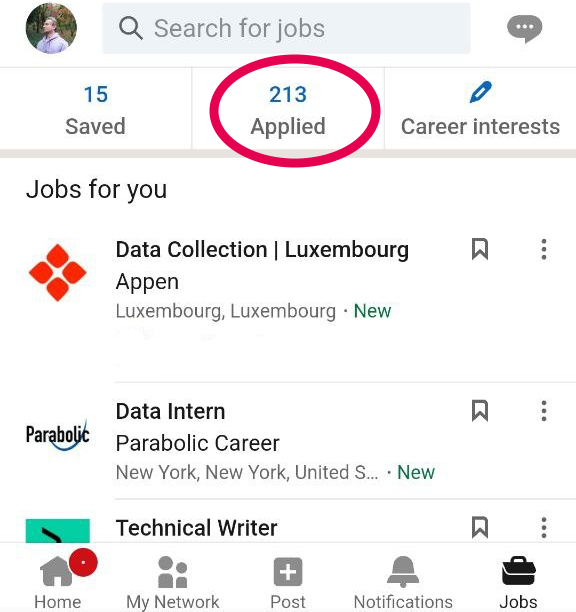 Search for jobs
15
Saved
213
Applied
Career interests
Jobs for you
Data Collection | Luxembourg
Appen
Luxembourg, Luxembourg · New
Parabolic
Data Intern
Parabolic Career
New York, New York, United S... · New
Technical Writer
Home
My Network
Post
Notifications
Jobs